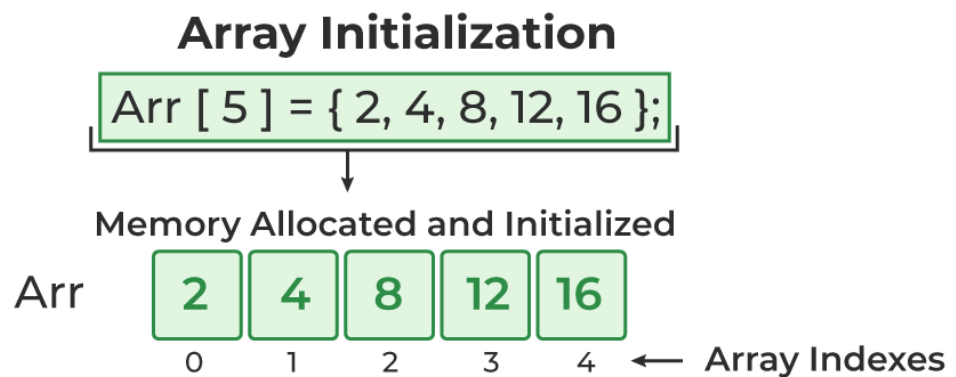 Array Initialization
Arr [ 5 ] = { 2, 4, 8, 12, 16 };
Memory Allocated and Initialized
Arr 2 4 8 12 16
0 1 2 3 4 Array Indexes